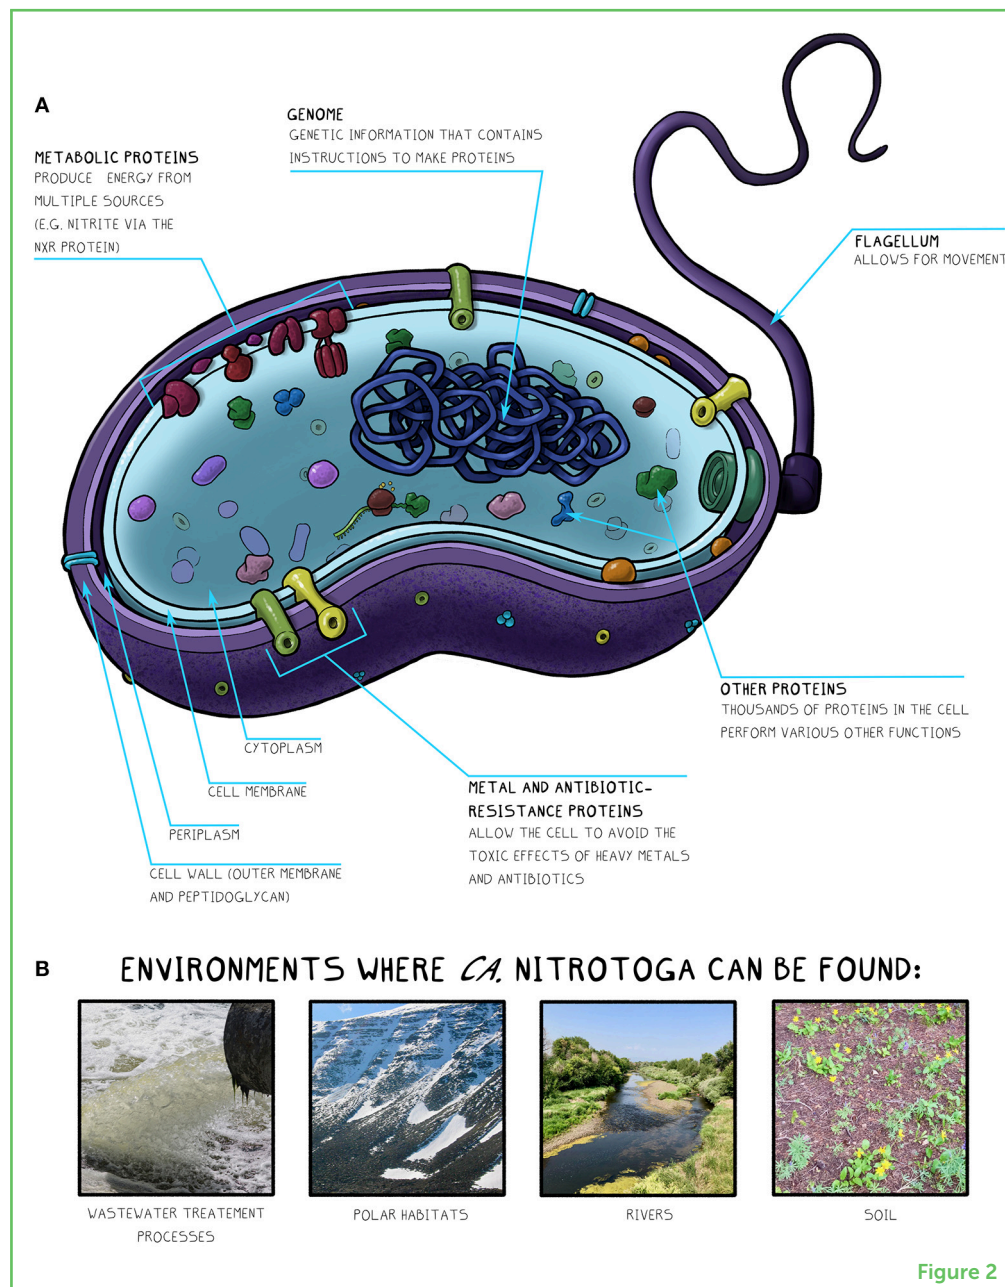 A
GENOME
GENETIC INFORMATION THAT CONTAINS
INSTRUCTIONS TO MAKE PROTEINS
METABOLIC PROTEINS
PRODUCE ENERGY FROM
MULTIPLE SOURCES
(E.G. NITRITE VIA THE
NXR PROTEIN)
FLAGELLUM
ALLOWS FOR MOVEMENT
OTHER PROTEINS
THOUSANDS OF PROTEINS IN THE CELL
PERFORM VARIOUS OTHER FUNCTIONS
CYTOPLASM
CELL MEMBRANE
PERIPLASM
CELL WALL (OUTER MEMBRANE
AND PEPTIDOGLYCAN)
METAL AND ANTIBIOTIC-
RESISTANCE PROTEINS
ALLOW THE CELL TO AVOID THE
TOXIC EFFECTS OF HEAVY METALS
AND ANTIBIOTICS
B
ENVIRONMENTS WHERE CA. NITROTOGA CAN BE FOUND:
WASTEWATER TREATEMENT
PROCESSES
POLAR HABITATS
RIVERS
SOIL
Figure 2